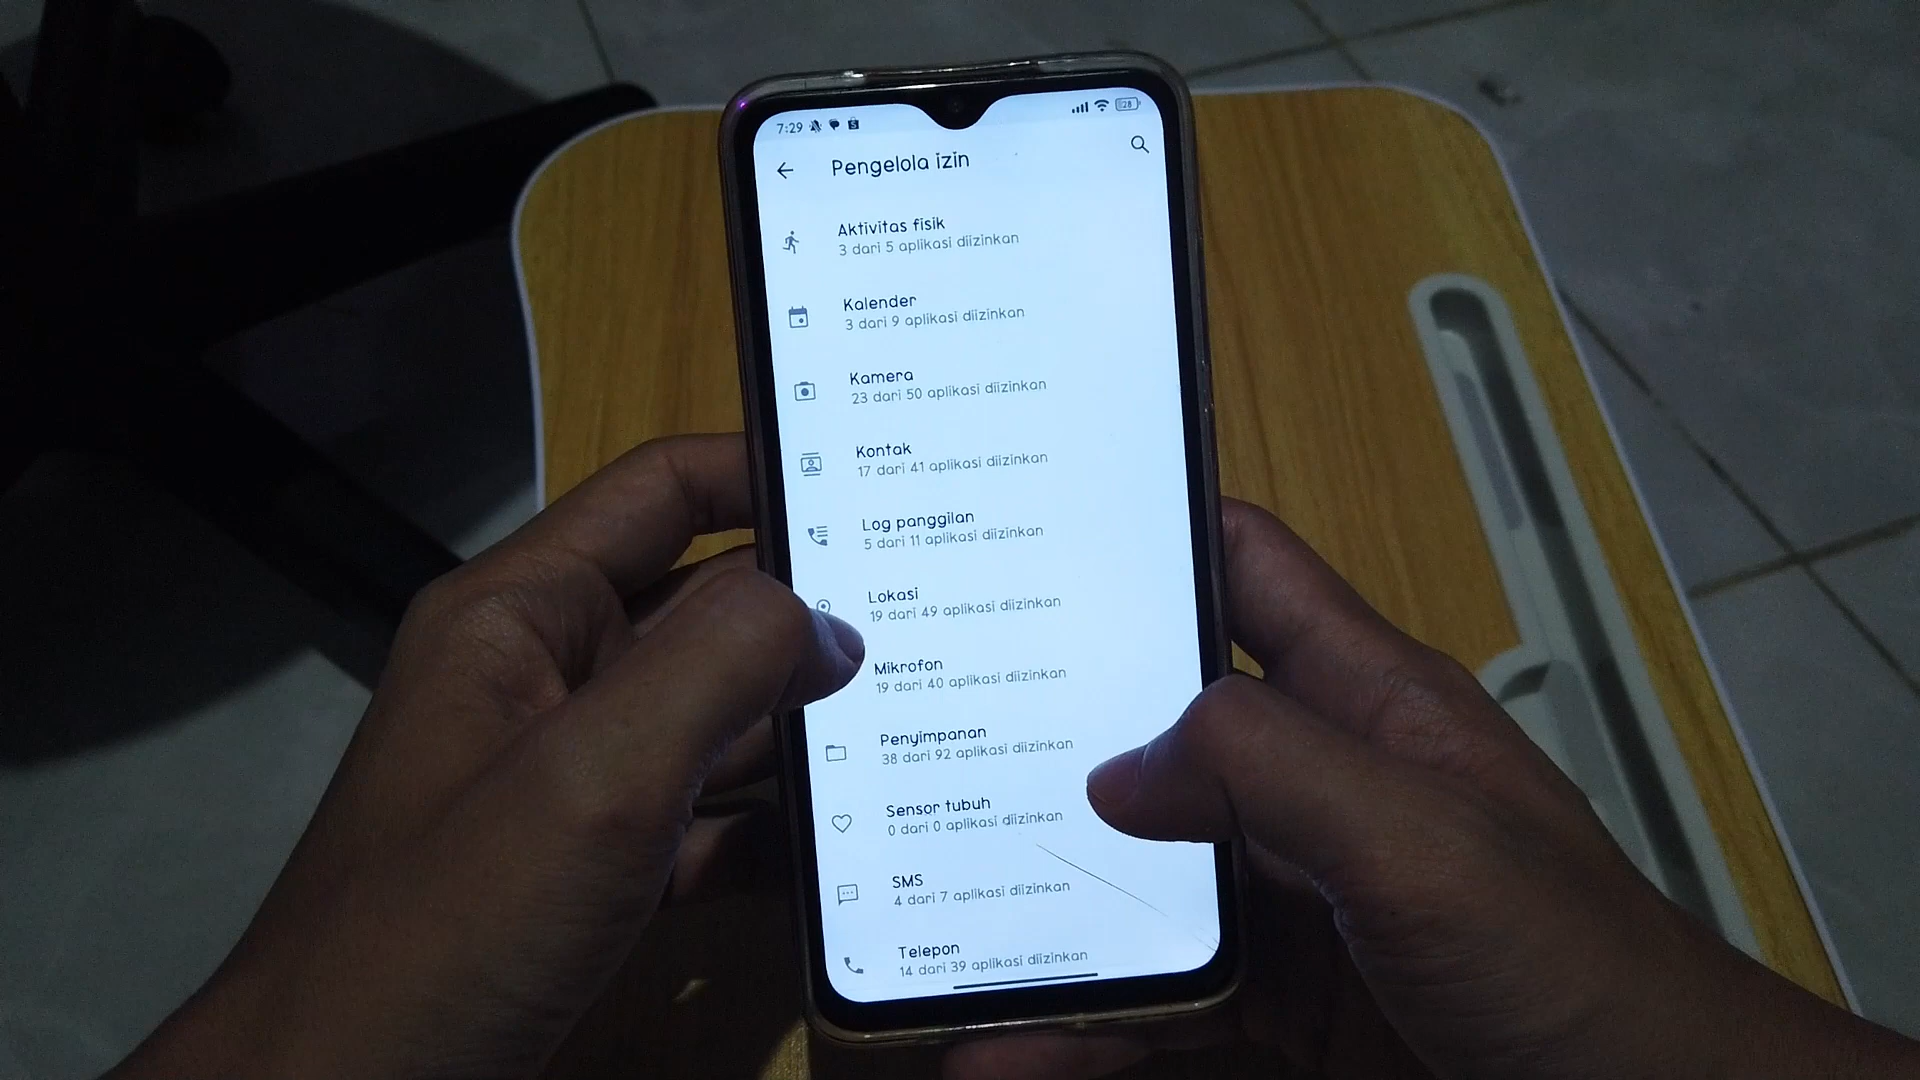 7:29
28
Pengelola izin
Aktivitas fisik
3 dari 5 aplikasi diizinkan
Kalender
3 dari 9 aplikasi diizinkan
Kamera
23 dari 50 aplikasi diizinkan
Kontak
17 dari 41 aplikasi diizinkan
Log panggilan
5 dari 11 aplikasi diizinkan
Lokasi
19 dari 49 aplikasi diizinkan
Mikrofon
19 dari 40 aplikasi diizinkan
Penyimpanan
38 dari 92 aplikasi diizinkan
Sensor tubuh
0 dari 0 aplikasi diizinkan
SMS
4 dari 7 aplikasi diizinkan
Telepon
14 dari 39 aplikasi diizinkan